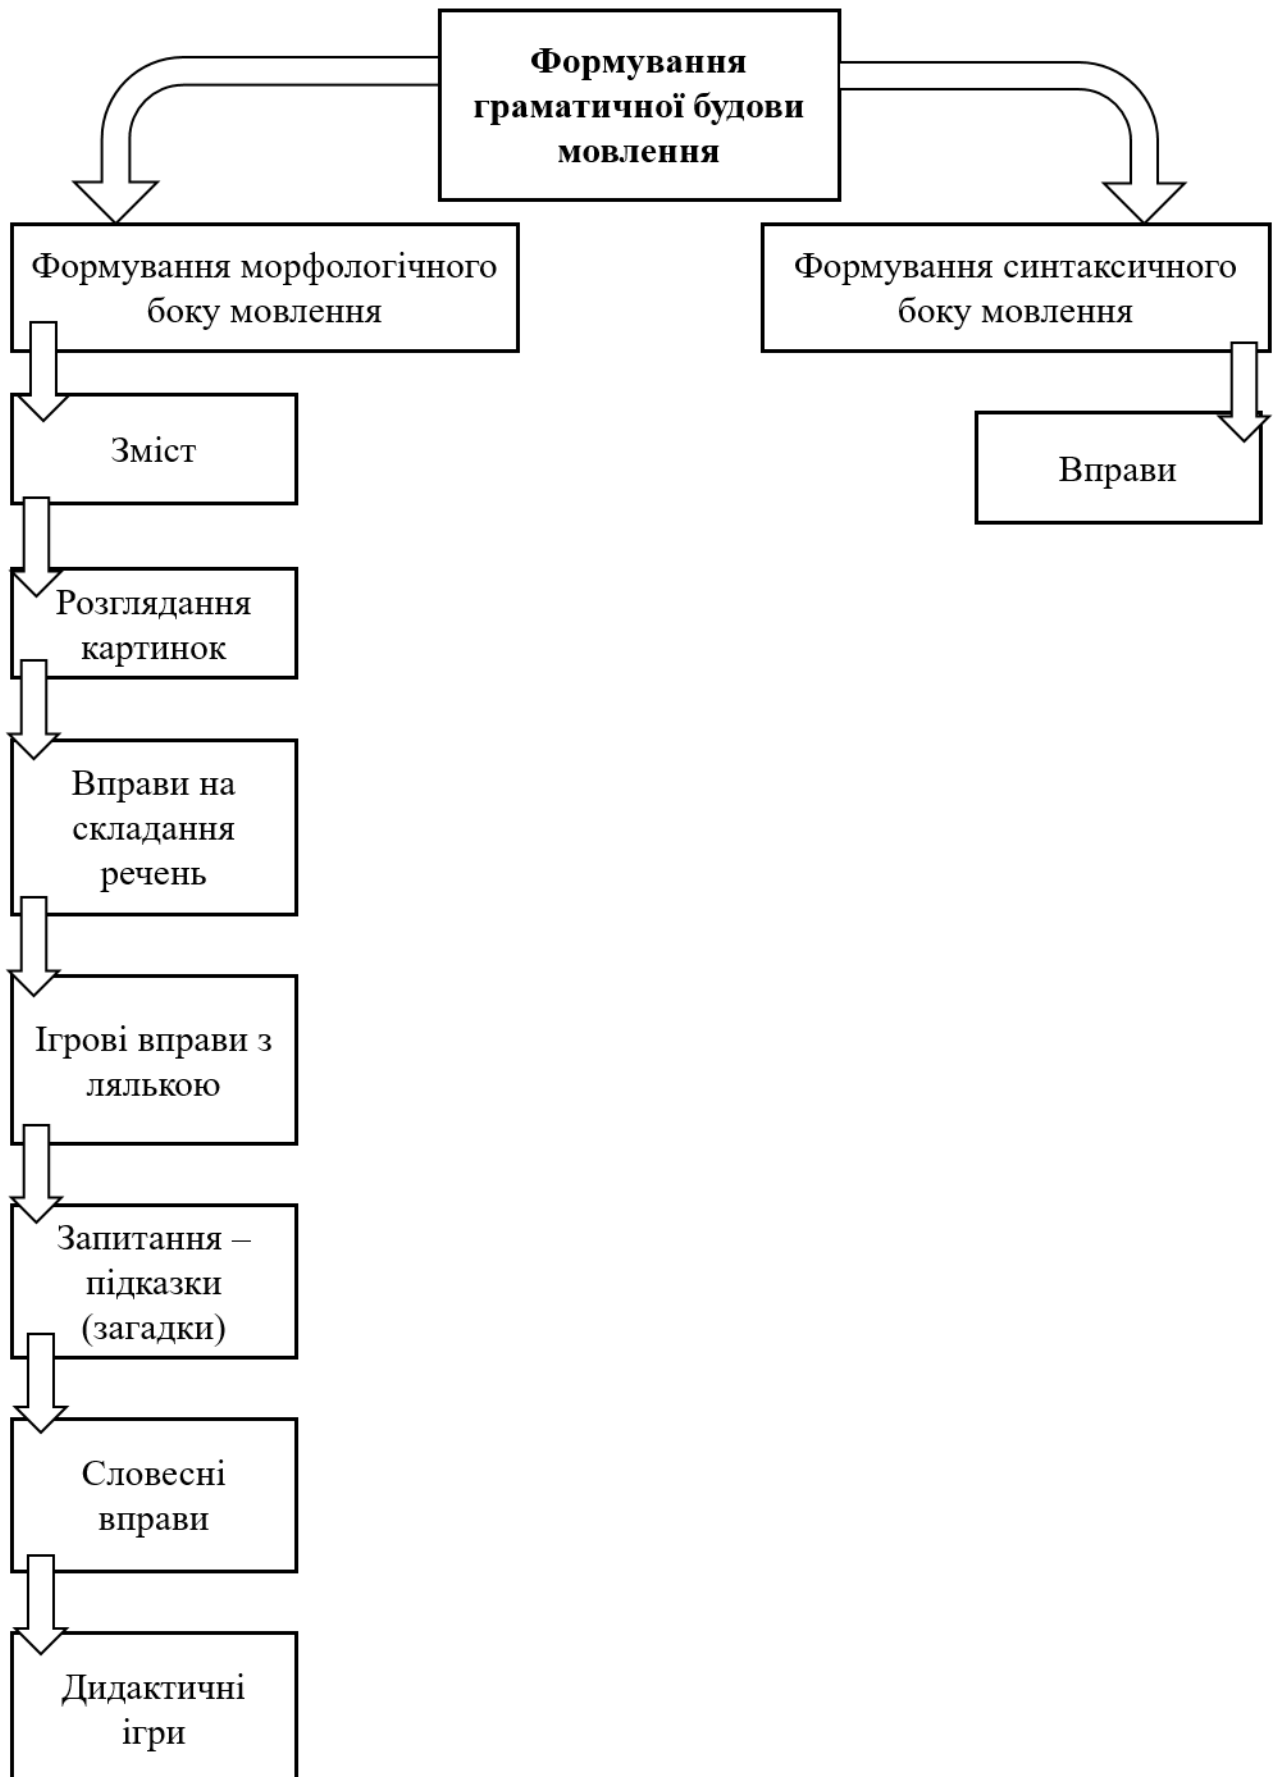 Формування
граматичної будови
мовлення
Формування морфологічного
боку мовлення
Формування синтаксичного
боку мовлення
Зміст
Вправи
Розглядання
картинок
Вправи на
складання
речень
Ігрові вправи з
лялькою
Запитання –
підказки
(загадки)
Словесні
вправи
Дидактичні
ігри